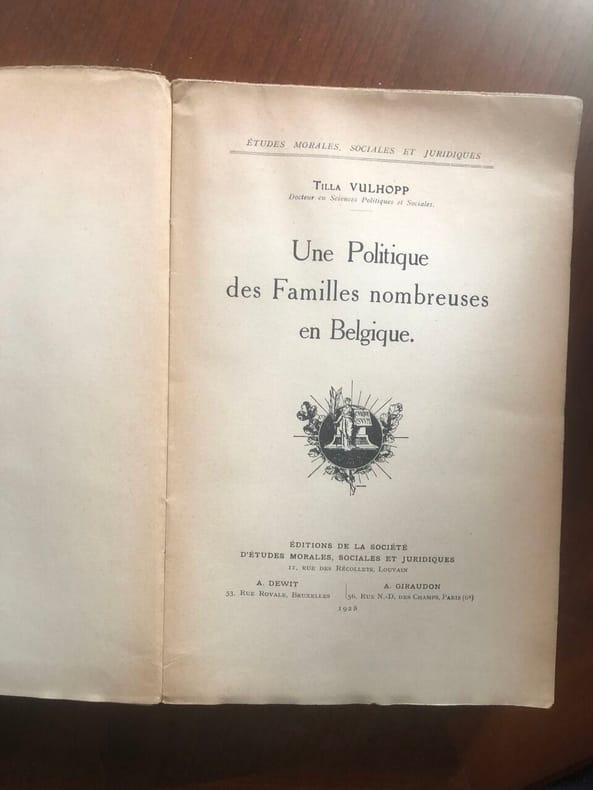 ÉTUDES MORALES, SOCIALES ET JURIDIQUES
TILLA VULHOPP
Docteur en Sciences Politiques et Sociales.
Une Politique
des Familles nombreuses
en Belgique.
ÉDITIONS DE LA SOCIÉTÉ
D'ÉTUDES MORALES, SOCIALES ET JURIDIQUES
11, RUE DES RÉCOLLETS, LOUVAIN
A. DEWIT
53, RUE ROYALE, BRUXELLES
A. GIRAUDON
56, RUE N.-D. DES CHAMPS, PARIS (6e)
1928